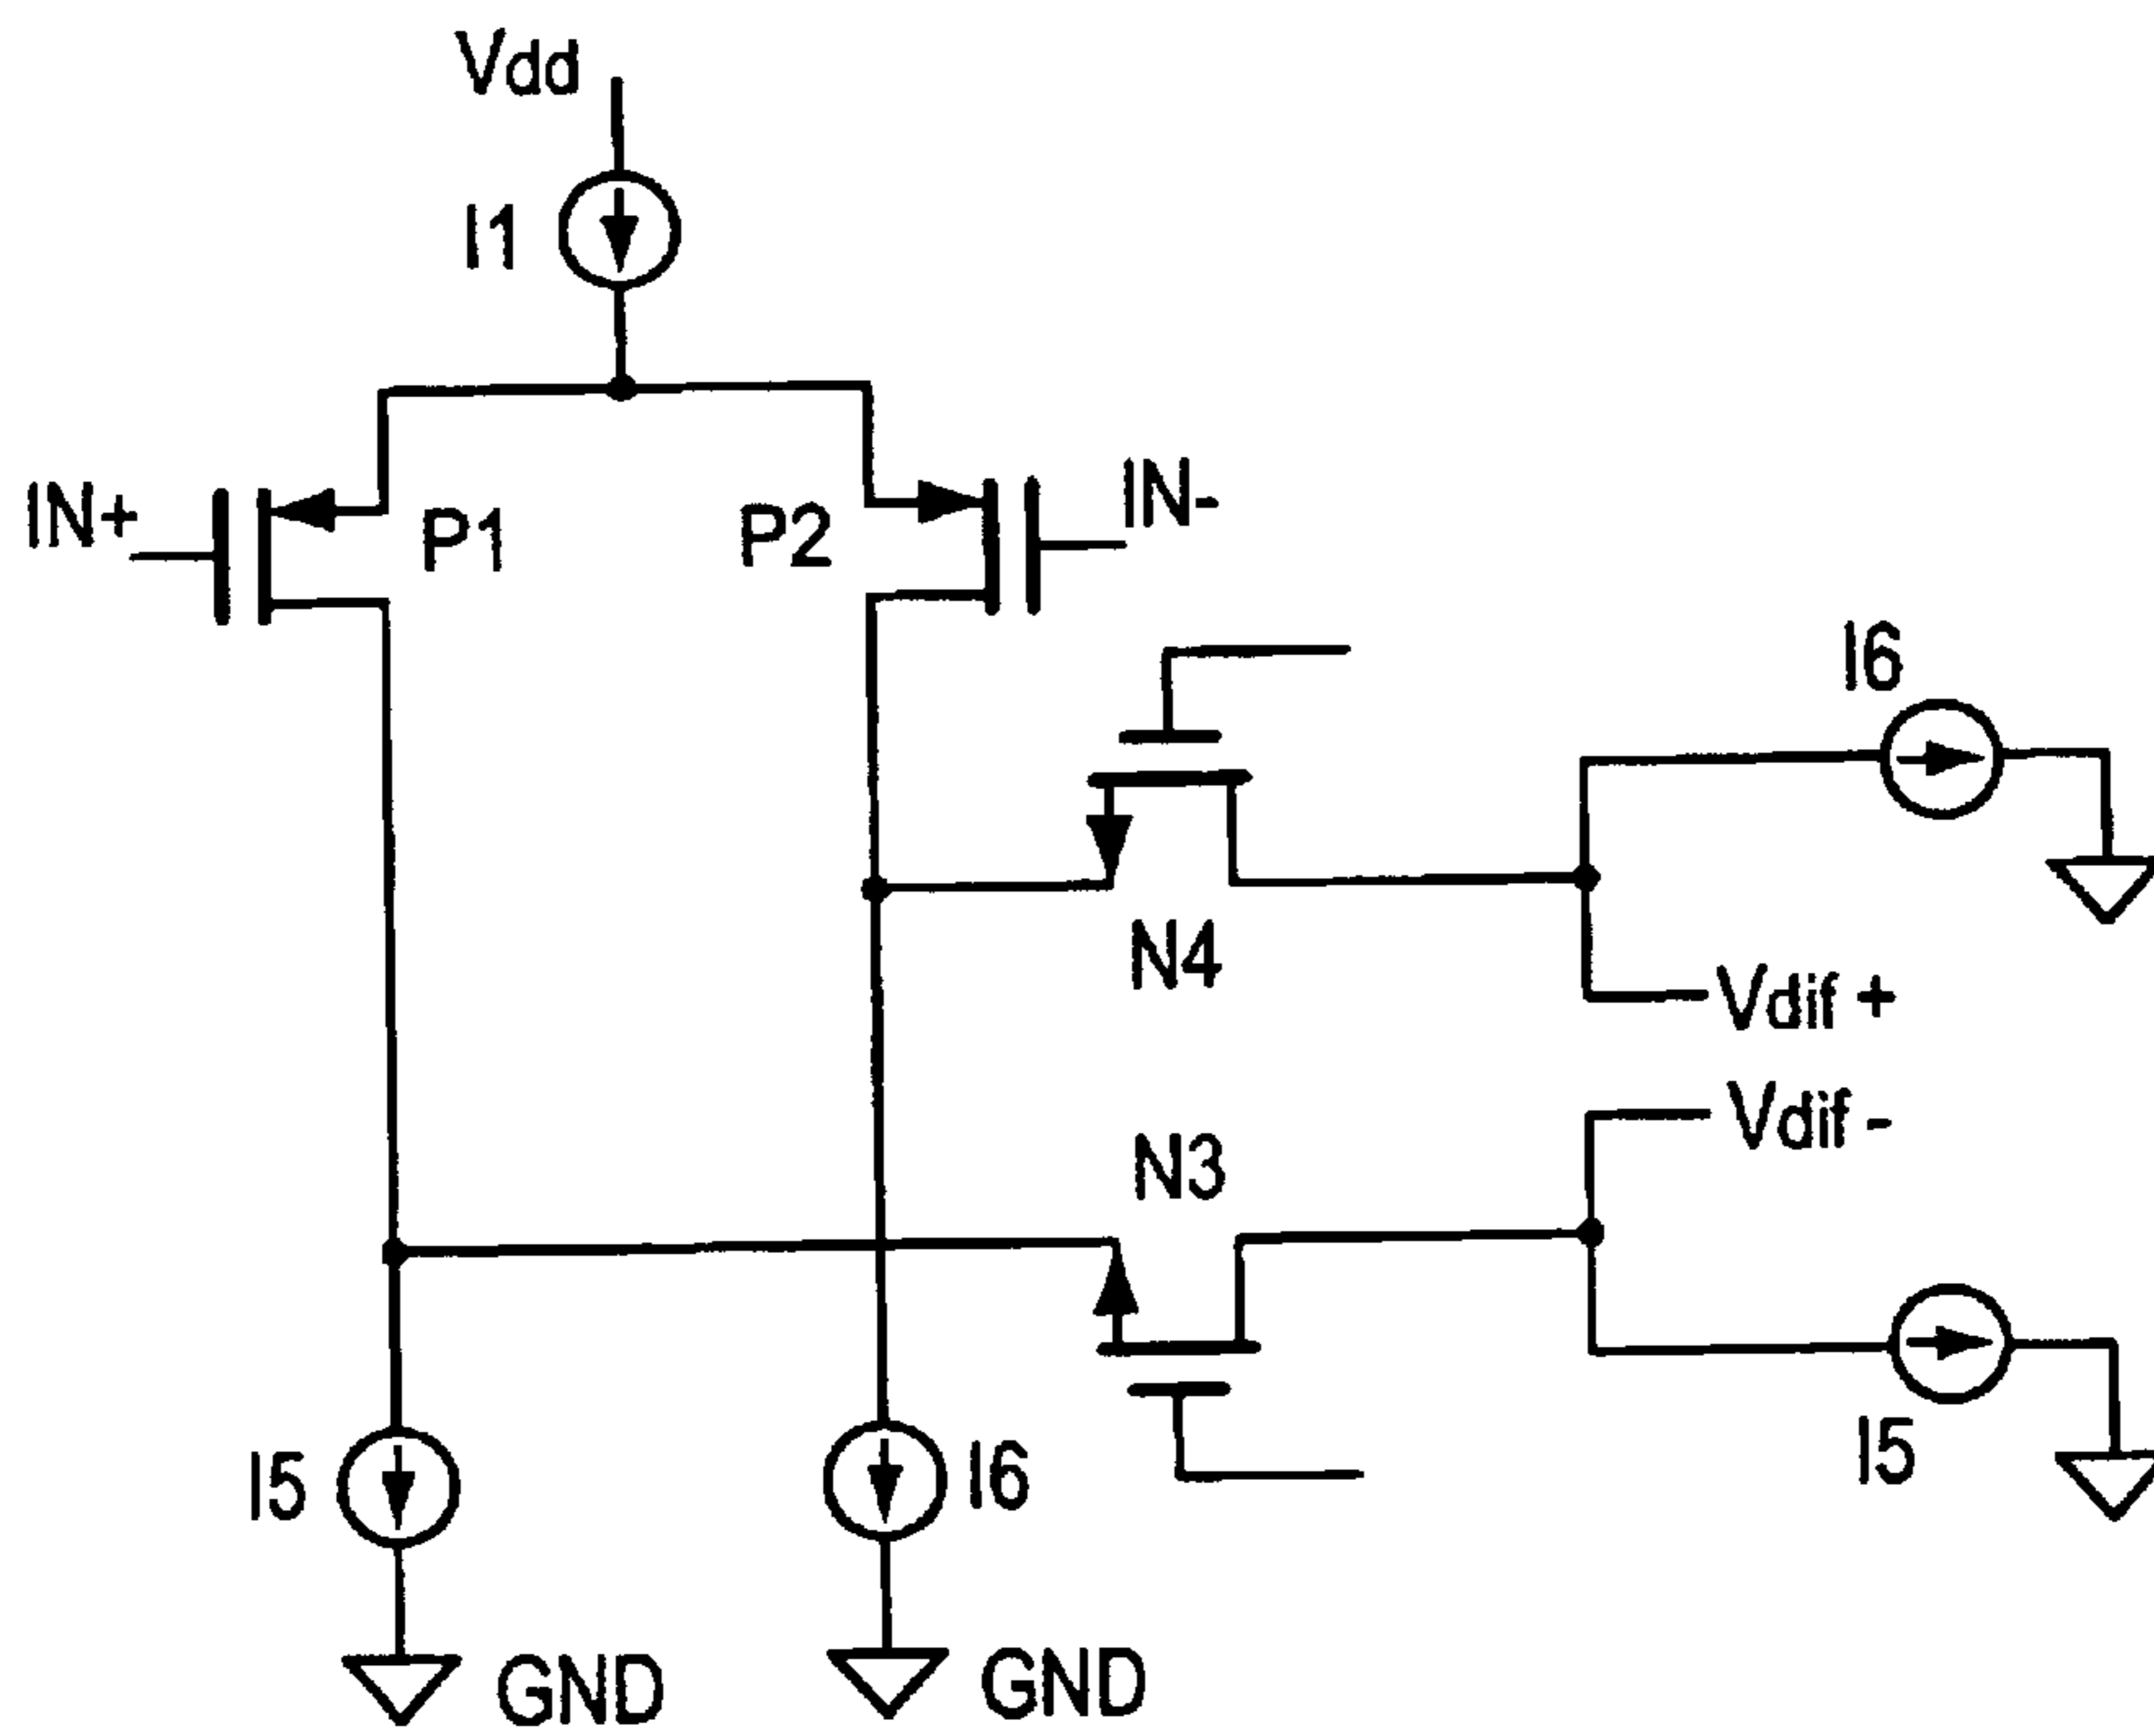 Vdd
I1
IN+
P1
P2
IN-
I6
N4
Vdif +
Vdif -
N3
I5
I6
I5
GND
GND